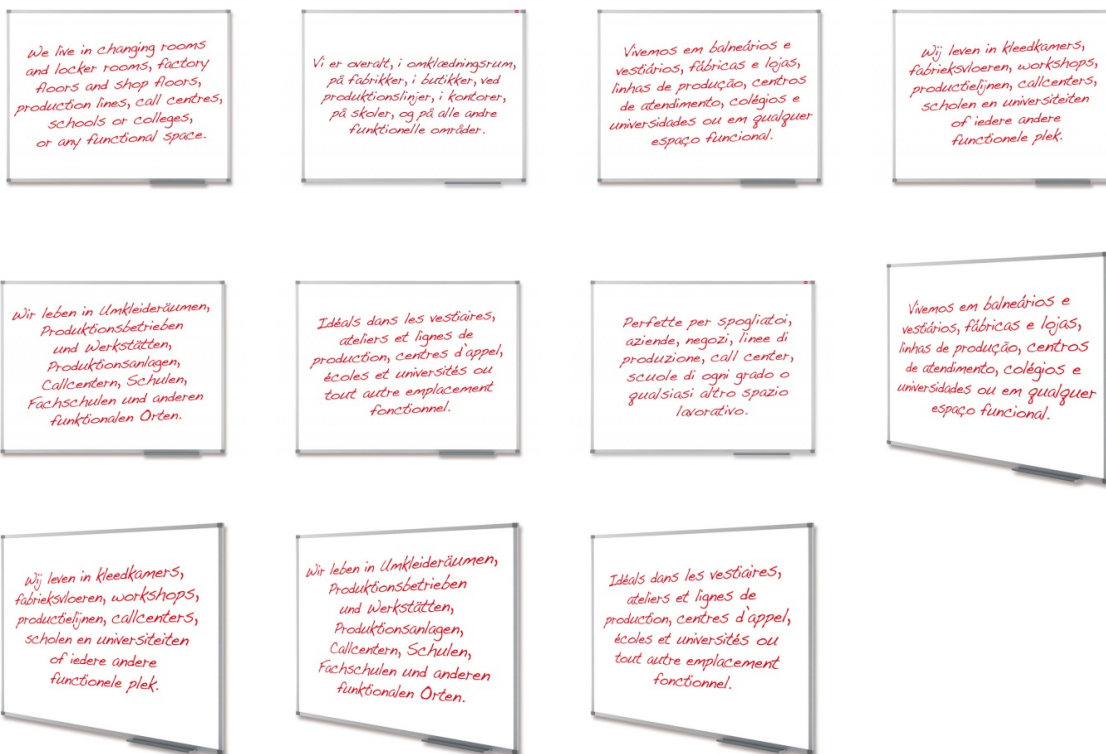 We live in changing rooms
and locker rooms, factory
floors and shop floors,
production lines, call centres,
schools or colleges,
or any functional space.
Vi er overalt, i omklædningsrum,
på fabrikker, i butikker, ved
produktionslinjer, i kontorer,
på skoler, og på alle andre
funktionelle områder.
Vivemos em balneários e
vestiários, fábricas e lojas,
linhas de produção, centros
de atendimento, colégios e
universidades ou em qualquer
espaço funcional.
Wij leven in kleedkamers,
fabrieksvloeren, workshops,
productielijnen, callcenters,
scholen en universiteiten
of iedere andere
functionele plek.
Wir leben in Umkleideräumen,
Produktionsbetrieben
und Werkstätten,
Produktionsanlagen,
Callcentern, Schulen,
Fachschulen und anderen
funktionalen Orten.
Idéals dans les vestiaires,
ateliers et lignes de
production, centres d'appel,
écoles et universités ou
tout autre emplacement
fonctionnel.
Perfette per spogliatoi,
aziende, negozi, linee di
produzione, call center,
scuole di ogni grado o
qualsiasi altro spazio
lavorativo.
Vivemos em balneários e
vestiários, fábricas e lojas,
linhas de produção, centros
de atendimento, colégios e
universidades ou em qualquer
espaço funcional.
Wij leven in kleedkamers,
fabrieksvloeren, workshops,
productielijnen, callcenters,
scholen en universiteiten
of iedere andere
functionele plek.
Wir leben in Umkleideräumen,
Produktionsbetrieben
und Werkstätten,
Produktionsanlagen,
Callcentern, Schulen,
Fachschulen und anderen
funktionalen Orten.
Idéals dans les vestiaires,
ateliers et lignes de
production, centres d'appel,
écoles et universités ou
tout autre emplacement
fonctionnel.